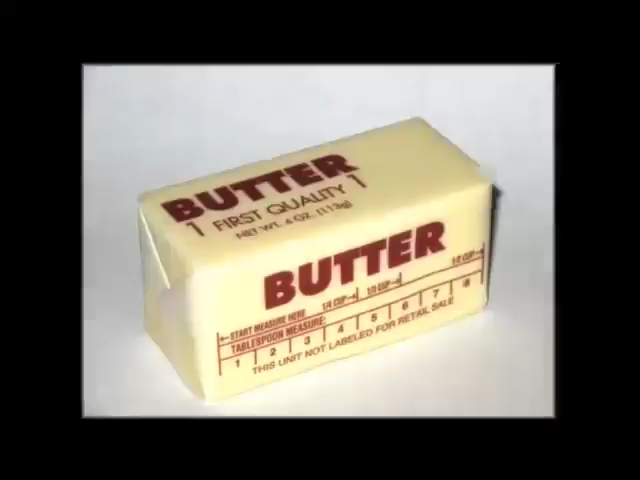 BUTTER
1 FIRST QUALITY 1
NET WT. 4 OZ. (113g)
BUTTER
1/4 CUP→ 1/3 CUP→ 1/2 CUP→
←START MEASURE HERE
TABLESPOON MEASURE:
1 2 3 4 5 6 7 8
THIS UNIT NOT LABELED FOR RETAIL SALE